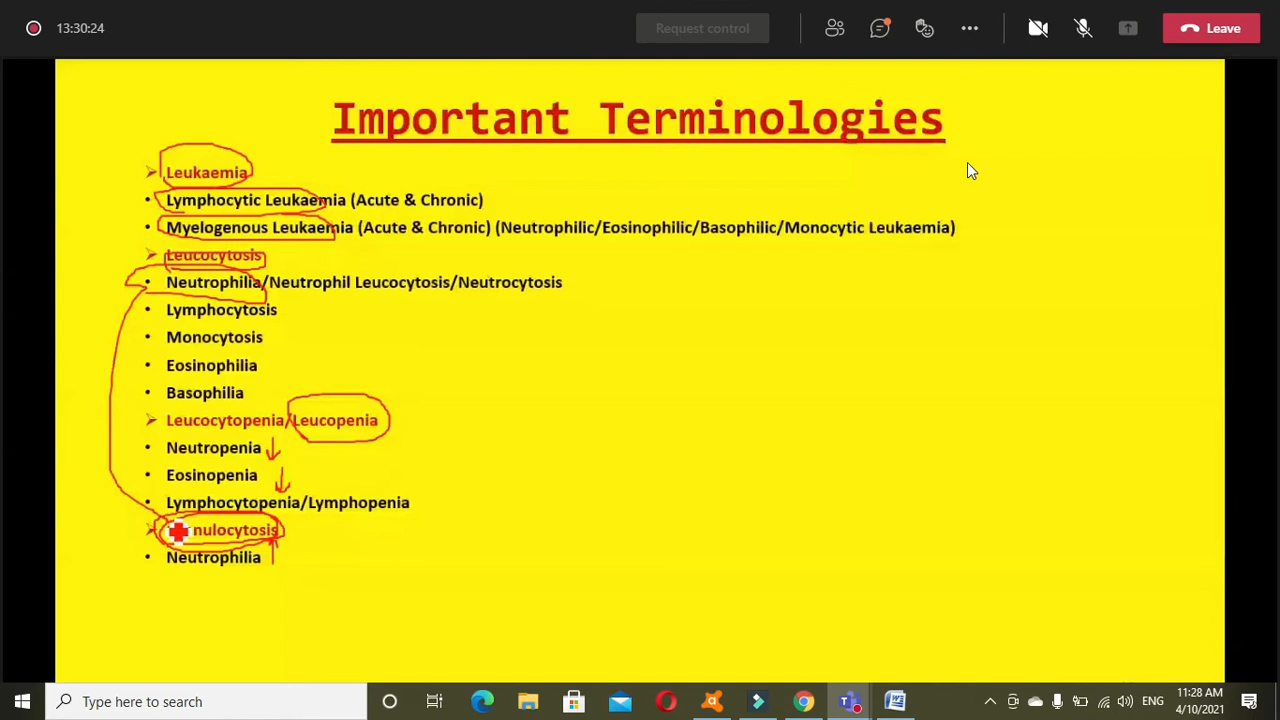 13:30:24
Request control
Leave
Important Terminologies
Leukaemia
Lymphocytic Leukaemia (Acute & Chronic)
Myelogenous Leukaemia (Acute & Chronic) (Neutrophilic/Eosinophilic/Basophilic/Monocytic Leukaemia)
Leucocytosis
Neutrophilia/Neutrophil Leucocytosis/Neutrocytosis
Lymphocytosis
Monocytosis
Eosinophilia
Basophilia
Leucocytopenia/Leucopenia
Neutropenia
Eosinopenia
Lymphocytopenia/Lymphopenia
nulocytosis
Neutrophilia
Type here to search
ENG
11:28 AM
4/10/2021